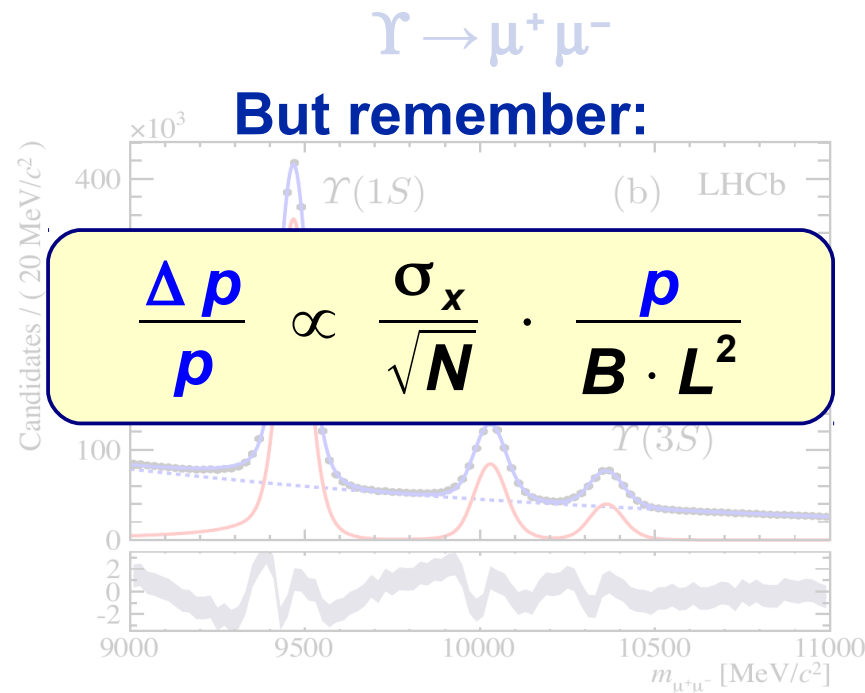 ϒ → μ⁺ μ⁻
But remember:
×10³
Candidates / ( 20 MeV/c² )
400
ϒ(1S)
(b)
LHCb
Δ p / p ∝ σₓ / √N · p / B · L²
ϒ(3S)
100
0
2
0
-2
9000 9500 10000 10500 11000
m_μ⁺μ⁻ [MeV/c²]